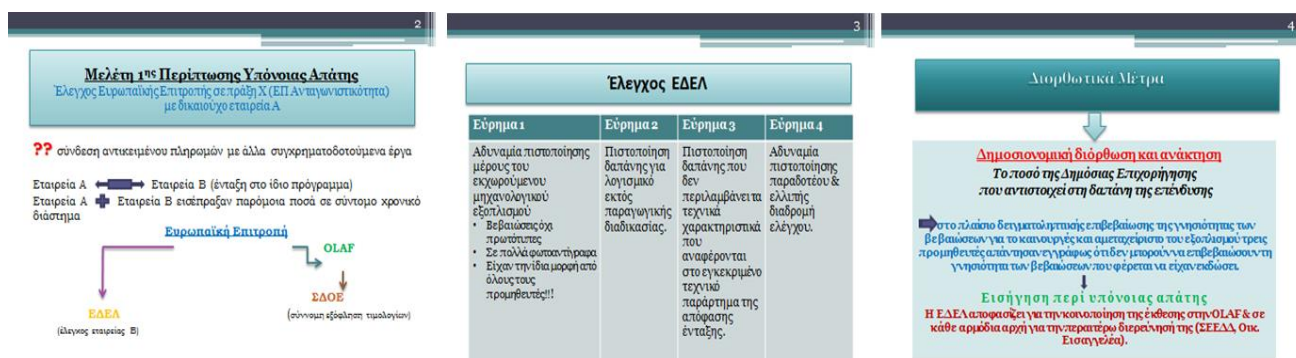 2
Μελέτη 1ης Περίπτωσης Υπόνοιας Απάτης
Έλεγχος Ευρωπαϊκής Επιτροπής σε πράξη Χ (ΕΠ Ανταγωνιστικότητα)
με δικαιούχο εταιρεία Α
?? σύνδεση αντικειμένου πληρωμών με άλλα συγχρηματοδοτούμενα έργα
Εταιρεία Α Εταιρεία Β (ένταξη στο ίδιο πρόγραμμα)
Εταιρεία Α Εταιρεία Β εισέπραξαν παρόμοια ποσά σε σύντομο χρονικό
διάστημα
Ευρωπαϊκή Επιτροπή
OLAF
ΣΔΟΕ
(σύννομη εξόφληση τιμολογίων)
ΕΔΕΛ
(έλεγχος εταιρείας Β)
3
Έλεγχος ΕΔΕΛ
Εύρημα 1
Αδυναμία πιστοποίησης
μέρους του
εκχωρούμενου
μηχανολογικού
εξοπλισμού
• Βεβαιώσεις όχι
πρωτότυπες
• Σε πολλά φωτοαντίγραφα
• Είχαν την ίδια μορφή από
όλους τους
προμηθευτές!!!
Εύρημα 2
Πιστοποίηση
δαπάνης για
λογισμικό
εκτός
παραγωγικής
διαδικασίας.
Εύρημα 3
Πιστοποίηση
δαπάνης που
δεν
περιλαμβάνει τα
τεχνικά
χαρακτηριστικά
που
αναφέρονται
στο εγκεκριμένο
τεχνικό
παράρτημα της
απόφασης
ένταξης.
Εύρημα 4
Αδυναμία
πιστοποίησης
παραδοτέου &
ελλιπής
διαδρομή
ελέγχου.
4
Διορθωτικά Μέτρα
Δημοσιονομική διόρθωση και ανάκτηση
Το ποσό της Δημόσιας Επιχορήγησης
που αντιστοιχεί στη δαπάνη της επένδυσης
στο πλαίσιο δειγματοληπτικής επιβεβαίωσης της γνησιότητας των
βεβαιώσεων για το καινουργές και αμεταχείριστο του εξοπλισμού τρεις
προμηθευτές απάντησαν εγγράφως ότι δεν μπορούν να επιβεβαιώσουν τη
γνησιότητα των βεβαιώσεων που φέρεται να είχαν εκδώσει.
Εισήγηση περί υπόνοιας απάτης
Η ΕΔΕΛ αποφασίζει για την κοινοποίηση της έκθεσης στην OLAF & σε
κάθε αρμόδια αρχή για την περαιτέρω διερεύνησή της (ΣΕΕΔΔ, Οικ.
Εισαγγελέα).